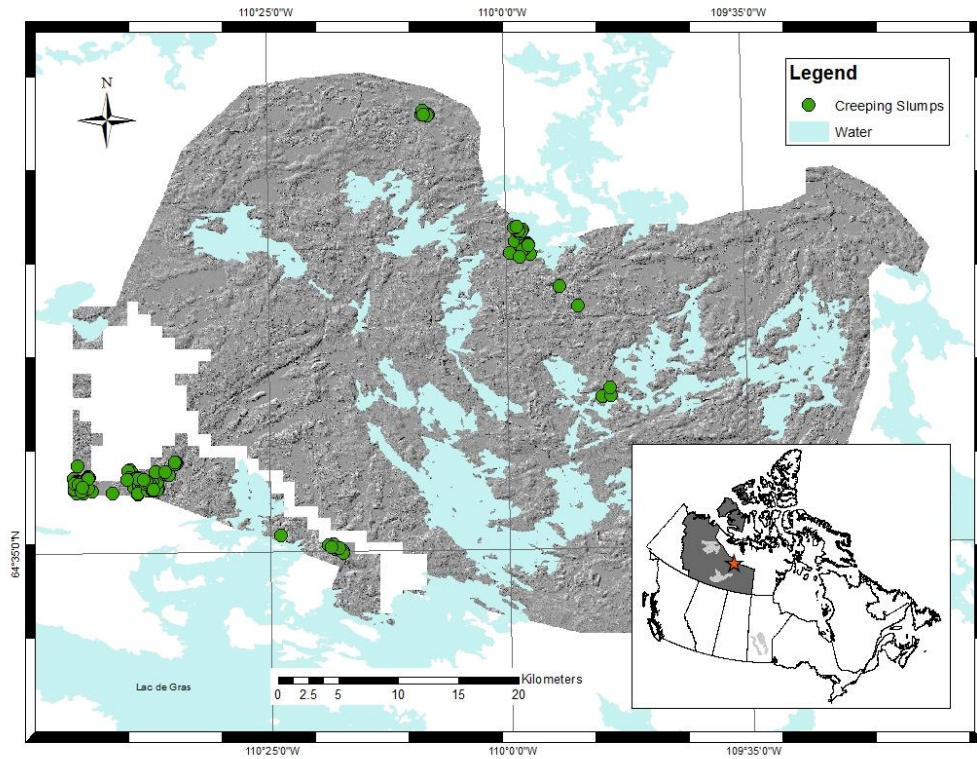 110°25'0"W 110°0'0"W 109°35'0"W
N
Legend
Creeping Slumps
Water
64°35'0"N
Lac de Gras
Kilometers
0 2.5 5 10 15 20
110°25'0"W 110°0'0"W 109°35'0"W